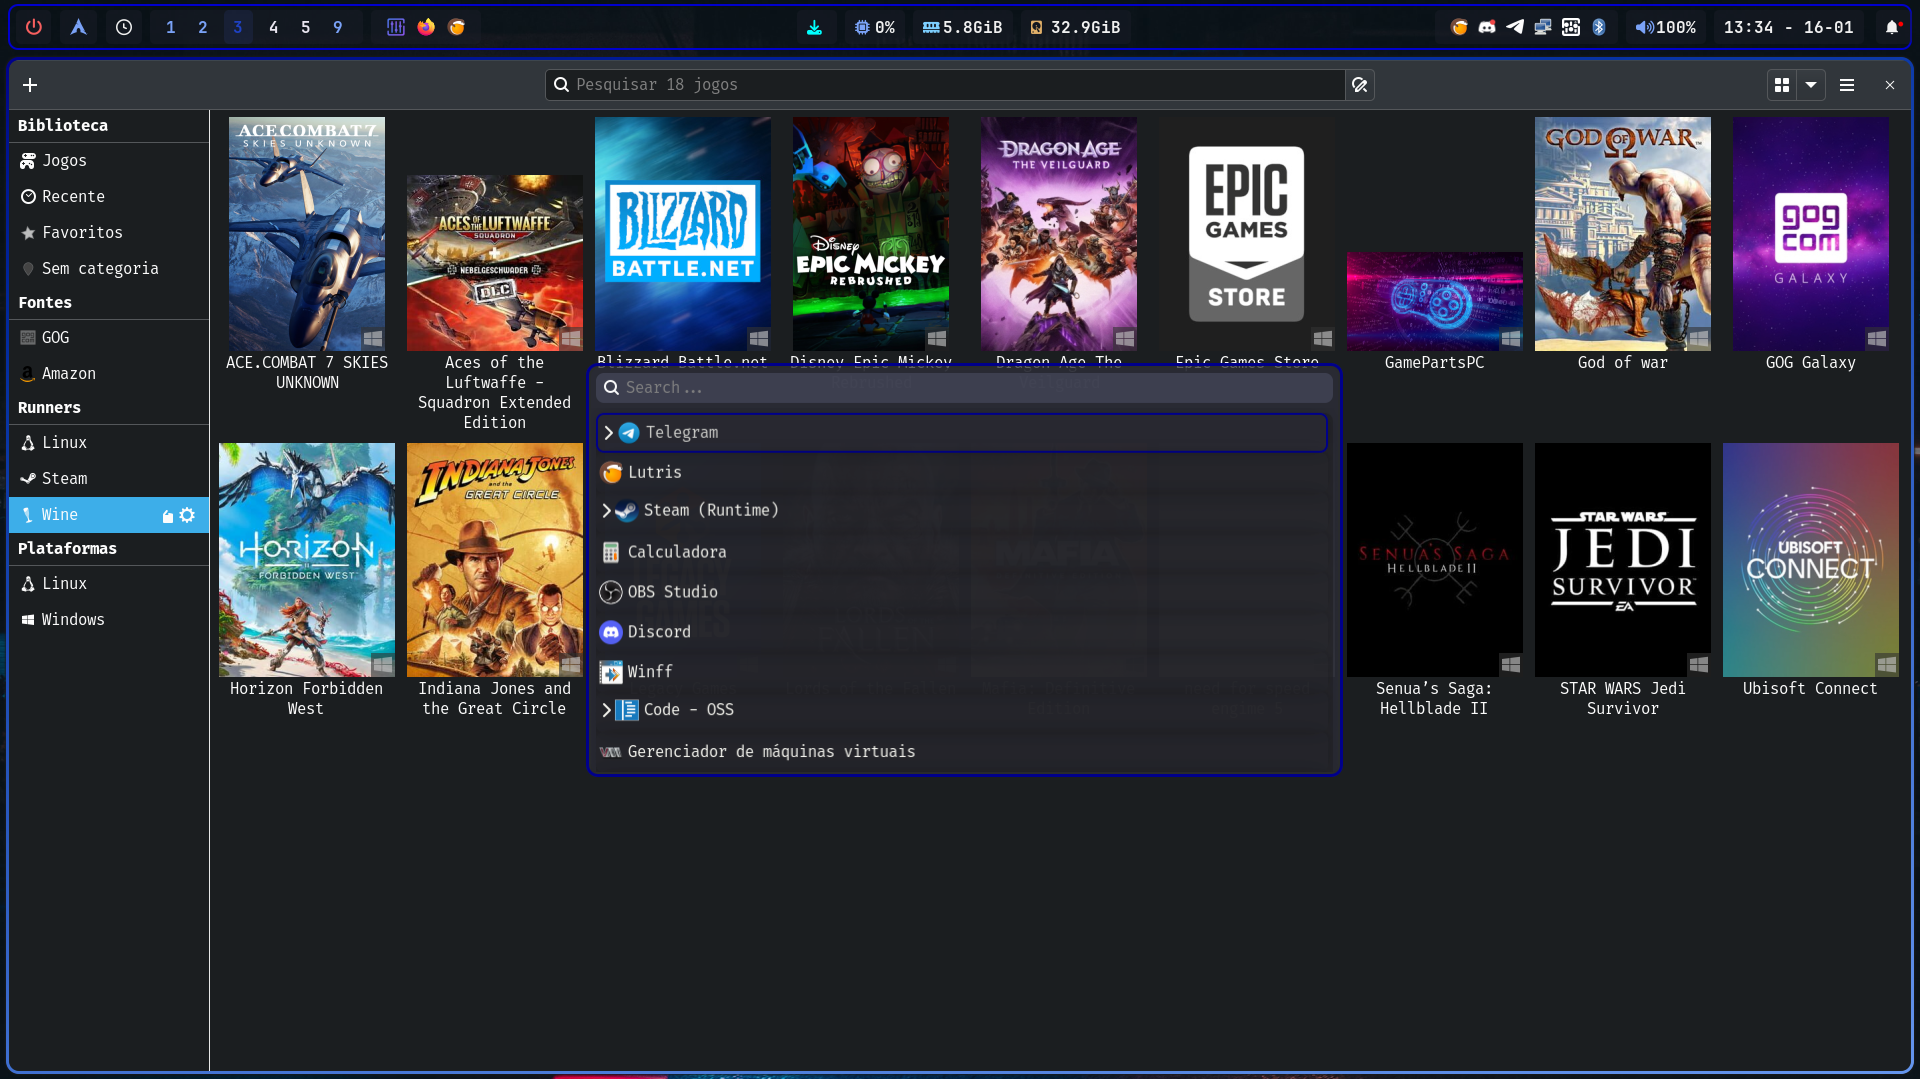 1 2 3 4 5 9
0%
5.8GiB
32.9GiB
100%
13:34 - 16-01
Pesquisar 18 jogos
Biblioteca
Jogos
Recente
Favoritos
Sem categoria
Fontes
GOG
Amazon
Runners
Linux
Steam
Wine
Plataformas
Linux
Windows
ACE COMBAT 7
SKIES UNKNOWN
ACE.COMBAT 7 SKIES
UNKNOWN
ACES OF THE LUFTWAFFE
SQUADRON
+
NEBELGESCHWADER
DLC
Aces of the
Luftwaffe -
Squadron Extended
Edition
BLIZZARD
BATTLE.NET
Blizzard Battle.net
Disney
EPIC MICKEY
REBRUSHED
Disney Epic Mickey
Rebrushed
DRAGON AGE
THE VEILGUARD
Dragon Age The
Veilguard
EPIC
GAMES
STORE
Epic Games Store
GamePartsPC
GOD OF WAR
God of war
gog
com
GALAXY
GOG Galaxy
Search...
Telegram
Lutris
Steam (Runtime)
Calculadora
OBS Studio
Discord
Winff
Code - OSS
Gerenciador de máquinas virtuais
HORIZON
II
FORBIDDEN WEST
Horizon Forbidden
West
INDIANA JONES
and the
GREAT CIRCLE
Indiana Jones and
the Great Circle
SENUA'S SAGA
HELLBLADE II
Senua’s Saga:
Hellblade II
STAR WARS
JEDI
SURVIVOR
EA
STAR WARS Jedi
Survivor
UBISOFT
CONNECT
Ubisoft Connect